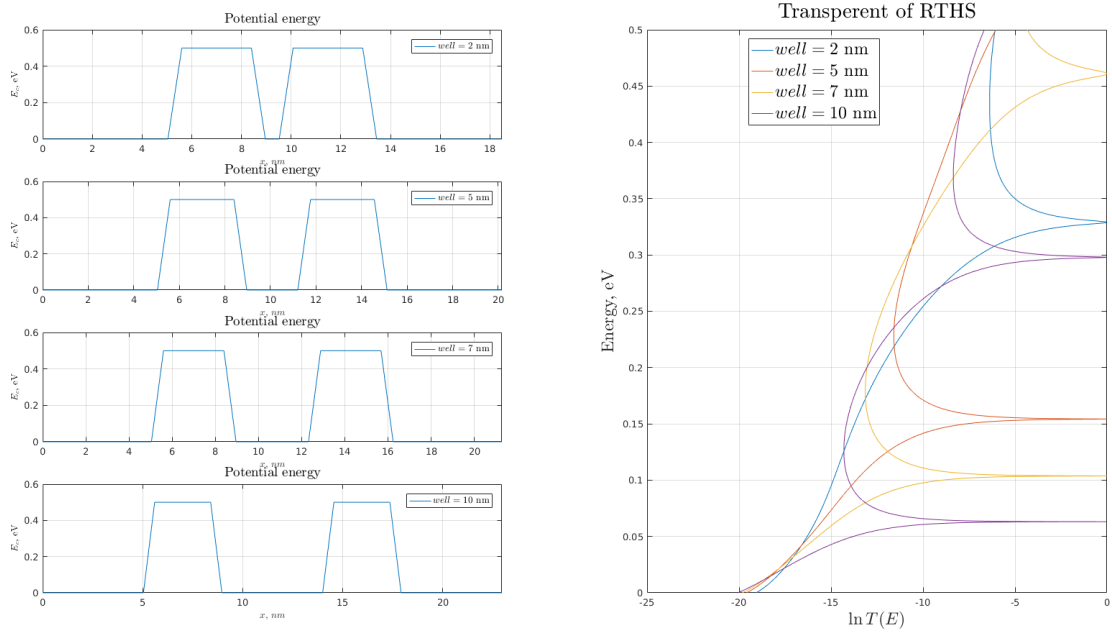 Potential energy
0.6
0.4
0.2
0
E_c, eV
well = 2 nm
0 2 4 6 8 10 12 14 16 18
x, nm
Potential energy
0.6
0.4
0.2
0
E_c, eV
well = 5 nm
0 2 4 6 8 10 12 14 16 18 20
x, nm
Potential energy
0.6
0.4
0.2
0
E_c, eV
well = 7 nm
0 2 4 6 8 10 12 14 16 18 20
x, nm
Potential energy
0.6
0.4
0.2
0
E_c, eV
well = 10 nm
0 5 10 15 20
x, nm
Transperent of RTHS
0.5
0.45
0.4
0.35
0.3
0.25
0.2
0.15
0.1
0.05
0
Energy, eV
well = 2 nm
well = 5 nm
well = 7 nm
well = 10 nm
-25 -20 -15 -10 -5 0
ln T(E)